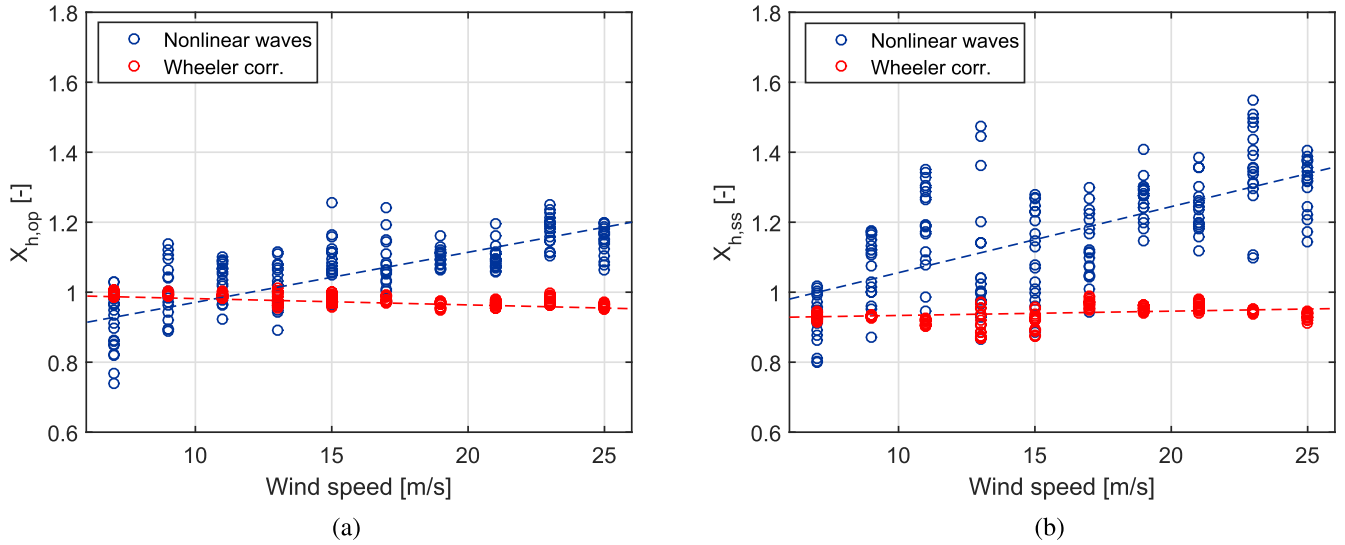 1.8
1.6
1.4
1.2
1
0.8
0.6
X_h,op [-]
Nonlinear waves
Wheeler corr.
10
15
20
25
Wind speed [m/s]
(a)
1.8
1.6
1.4
1.2
1
0.8
0.6
X_h,ss [-]
Nonlinear waves
Wheeler corr.
10
15
20
25
Wind speed [m/s]
(b)